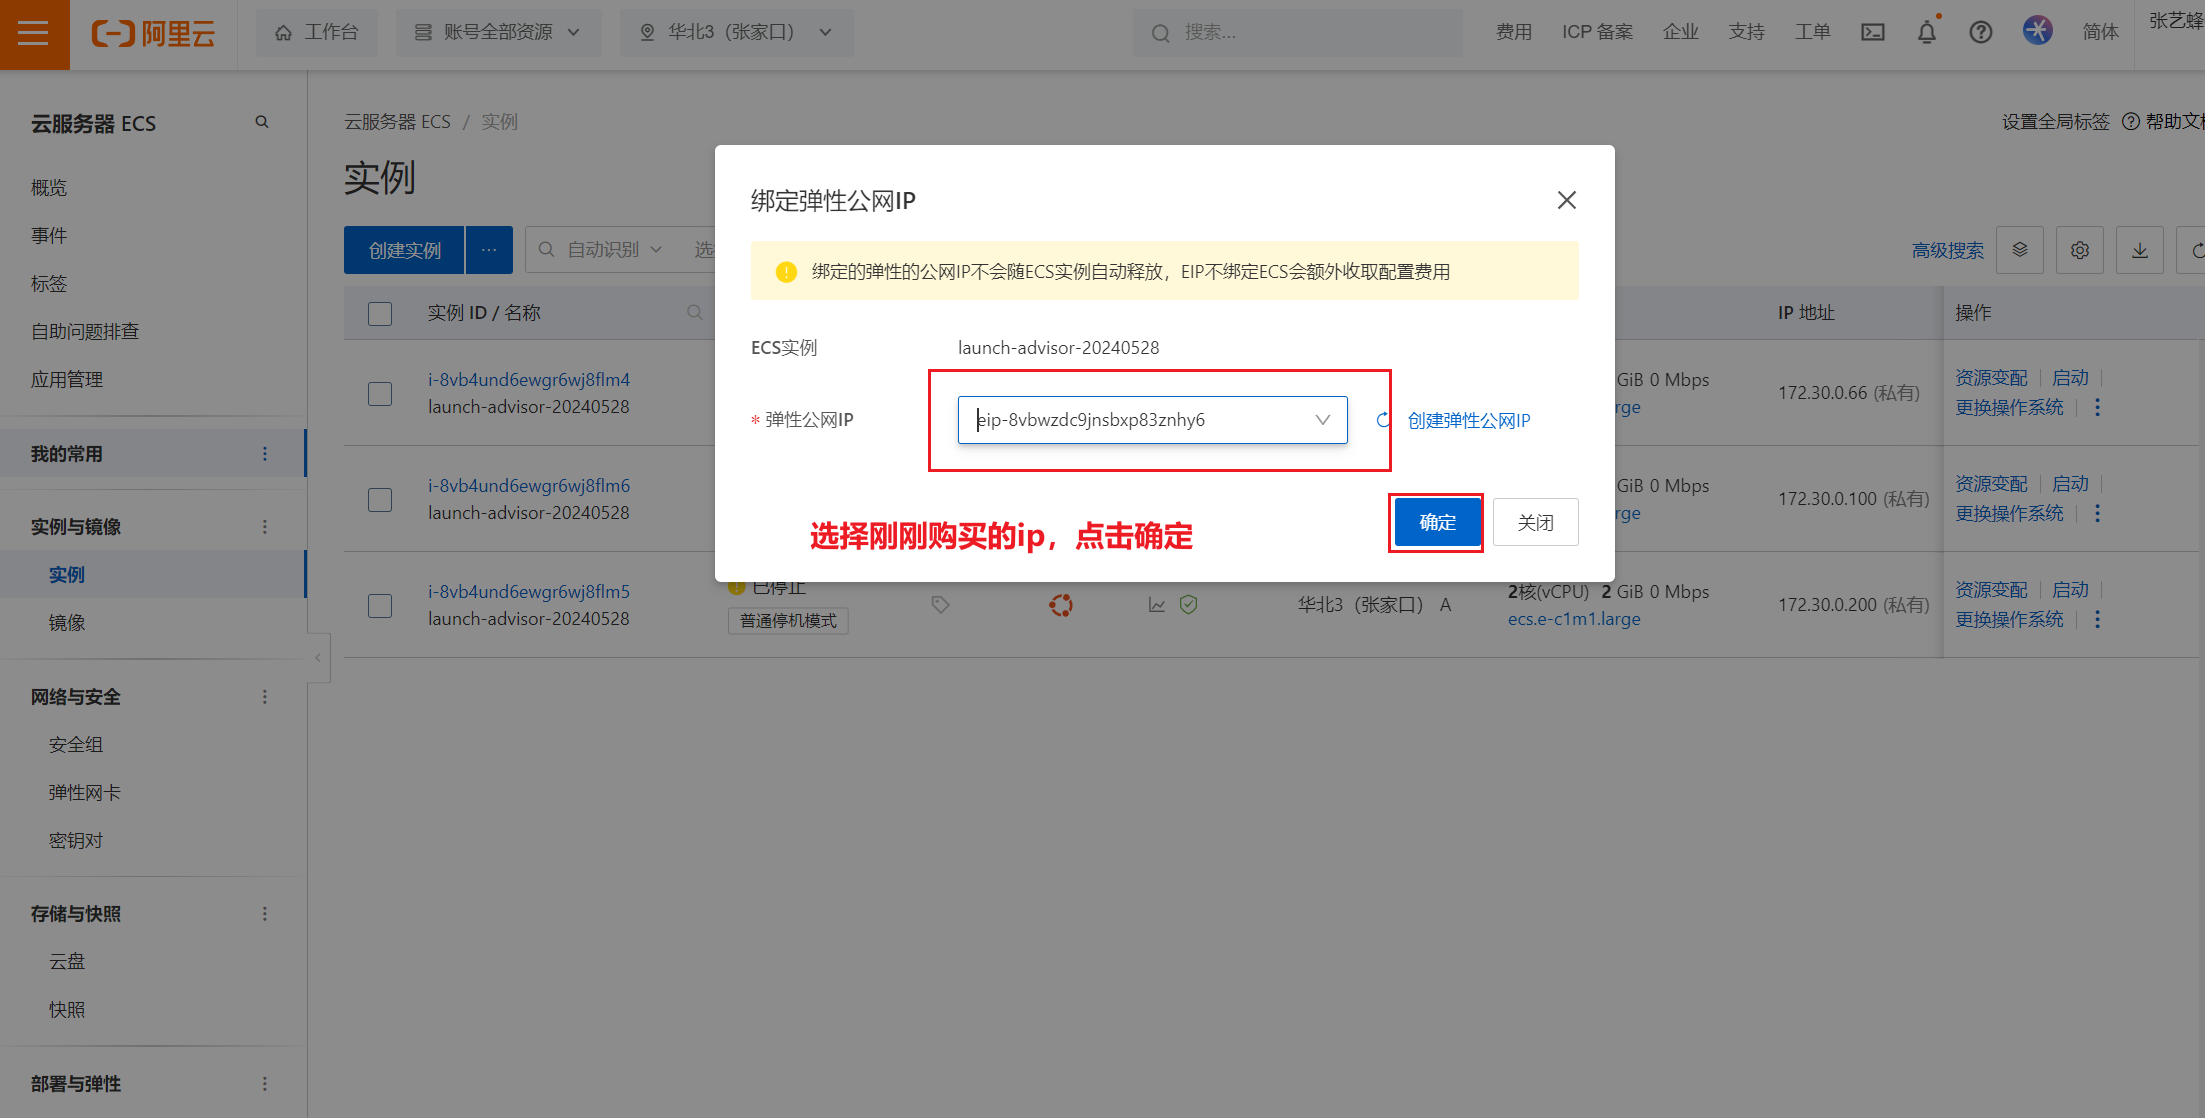 阿里云
工作台
账号全部资源
华北3（张家口）
搜索...
费用
ICP 备案
企业
支持
工单
简体
张艺蜂
云服务器 ECS
概览
事件
标签
自助问题排查
应用管理
我的常用
实例与镜像
实例
镜像
网络与安全
安全组
弹性网卡
密钥对
存储与快照
云盘
快照
部署与弹性
云服务器 ECS / 实例
设置全局标签
帮助文档
实例
创建实例
...
自动识别
选
高级搜索
实例 ID / 名称
IP 地址
操作
i-8vb4und6ewgr6wj8flm4
launch-advisor-20240528
GiB 0 Mbps
rge
172.30.0.66 (私有)
资源变配
启动
更换操作系统
i-8vb4und6ewgr6wj8flm6
launch-advisor-20240528
GiB 0 Mbps
rge
172.30.0.100 (私有)
资源变配
启动
更换操作系统
i-8vb4und6ewgr6wj8flm5
launch-advisor-20240528
已停止
普通停机模式
华北3（张家口） A
2核(vCPU) 2 GiB 0 Mbps
ecs.e-c1m1.large
172.30.0.200 (私有)
资源变配
启动
更换操作系统
绑定弹性公网IP
绑定的弹性的公网IP不会随ECS实例自动释放，EIP不绑定ECS会额外收取配置费用
ECS实例
launch-advisor-20240528
* 弹性公网IP
eip-8vbwzdc9jnsbxp83znhy6
创建弹性公网IP
选择刚刚购买的ip，点击确定
确定
关闭